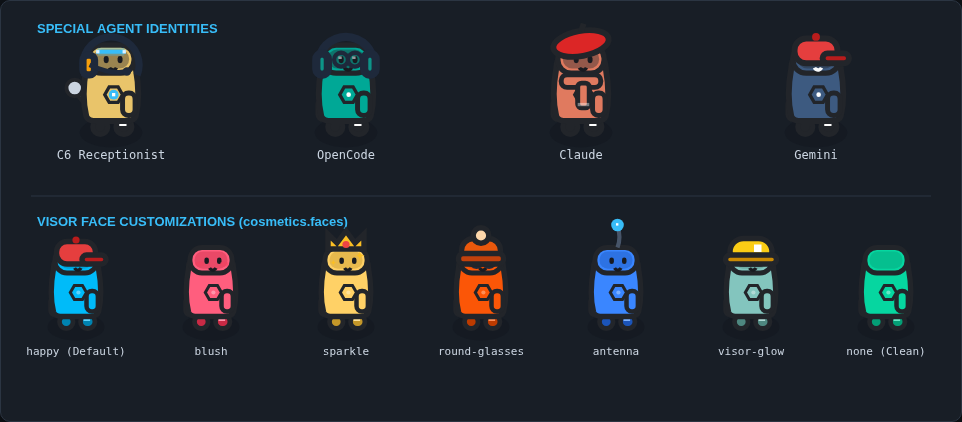 SPECIAL AGENT IDENTITIES
C6 Receptionist
OpenCode
Claude
Gemini
VISOR FACE CUSTOMIZATIONS (cosmetics.faces)
happy (Default)
blush
sparkle
round-glasses
antenna
visor-glow
none (Clean)